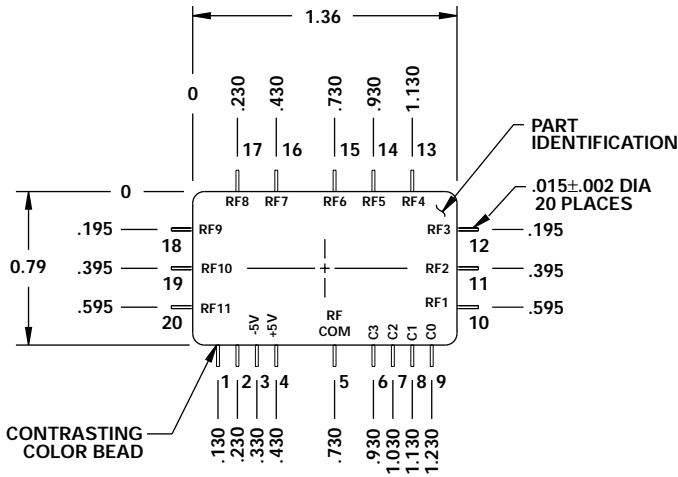 1.36
0
.230
.430
.730
.930
1.130
PART
IDENTIFICATION
17
16
15
14
13
0
RF8
RF7
RF6
RF5
RF4
.015±.002 DIA
20 PLACES
.195
18
RF9
RF3
12
.195
0.79
.395
19
RF10
RF2
11
.395
.595
20
RF11
RF1
10
.595
-5V
+5V
RF
COM
C3
C2
C1
C0
1
2
3
4
5
6
7
8
9
CONTRASTING
COLOR BEAD
.130
.230
.330
.430
.730
.930
1.030
1.130
1.230